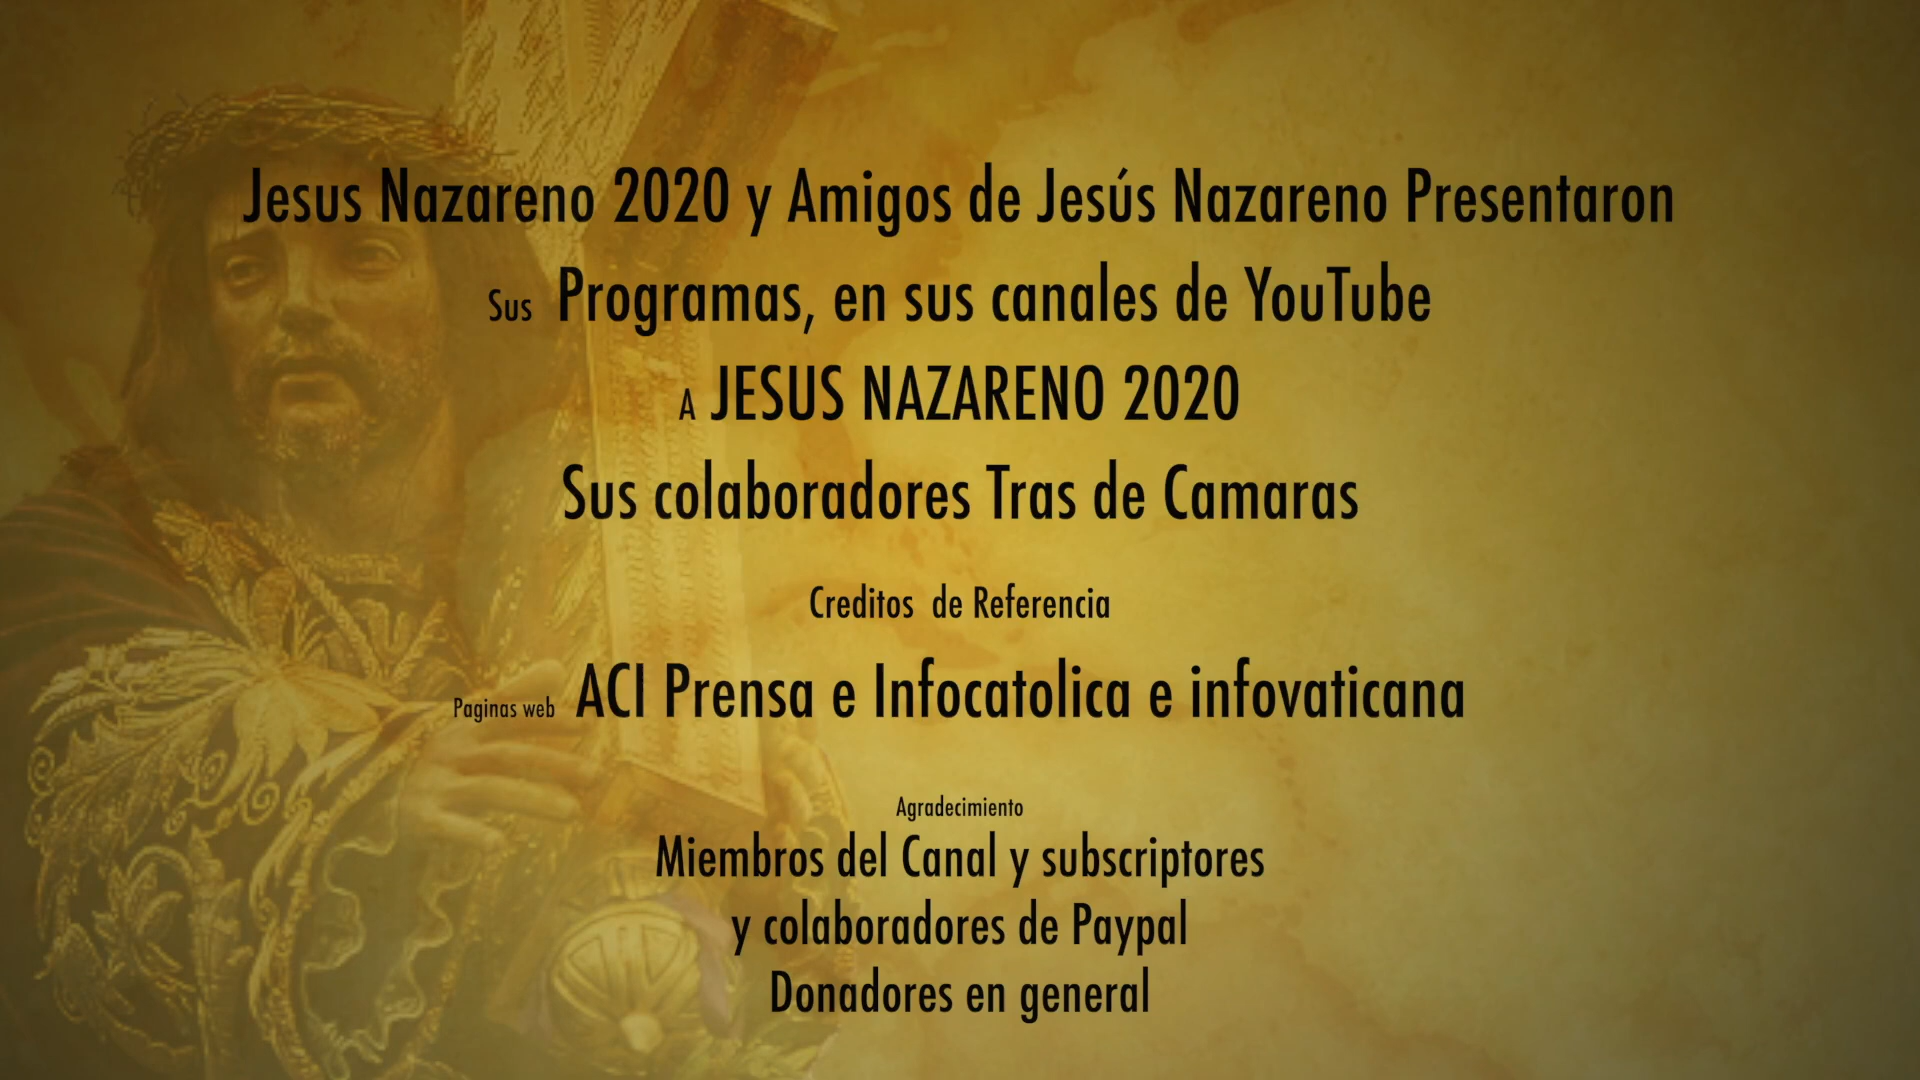 Jesus Nazareno 2020 y Amigos de Jesús Nazareno Presentaron
Sus Programas, en sus canales de YouTube
A JESUS NAZARENO 2020
Sus colaboradores Tras de Camaras
Creditos de Referencia
Paginas web ACI Prensa e Infocatolica e infovaticana
Agradecimiento
Miembros del Canal y subscriptores
y colaboradores de Paypal
Donadores en general